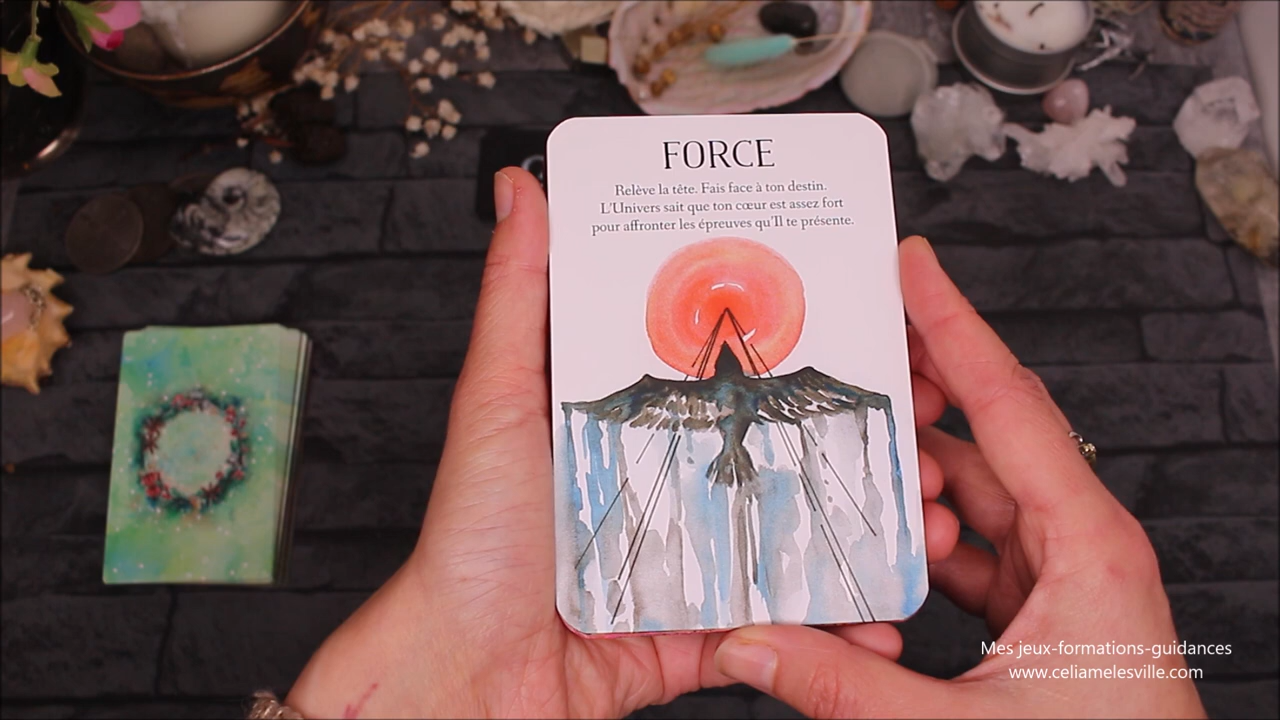 FORCE
Relève la tête. Fais face à ton destin.
L'Univers sait que ton cœur est assez fort
pour affronter les épreuves qu'Il te présente.
Mes jeux-formations-guidances
www.celiamelesville.com